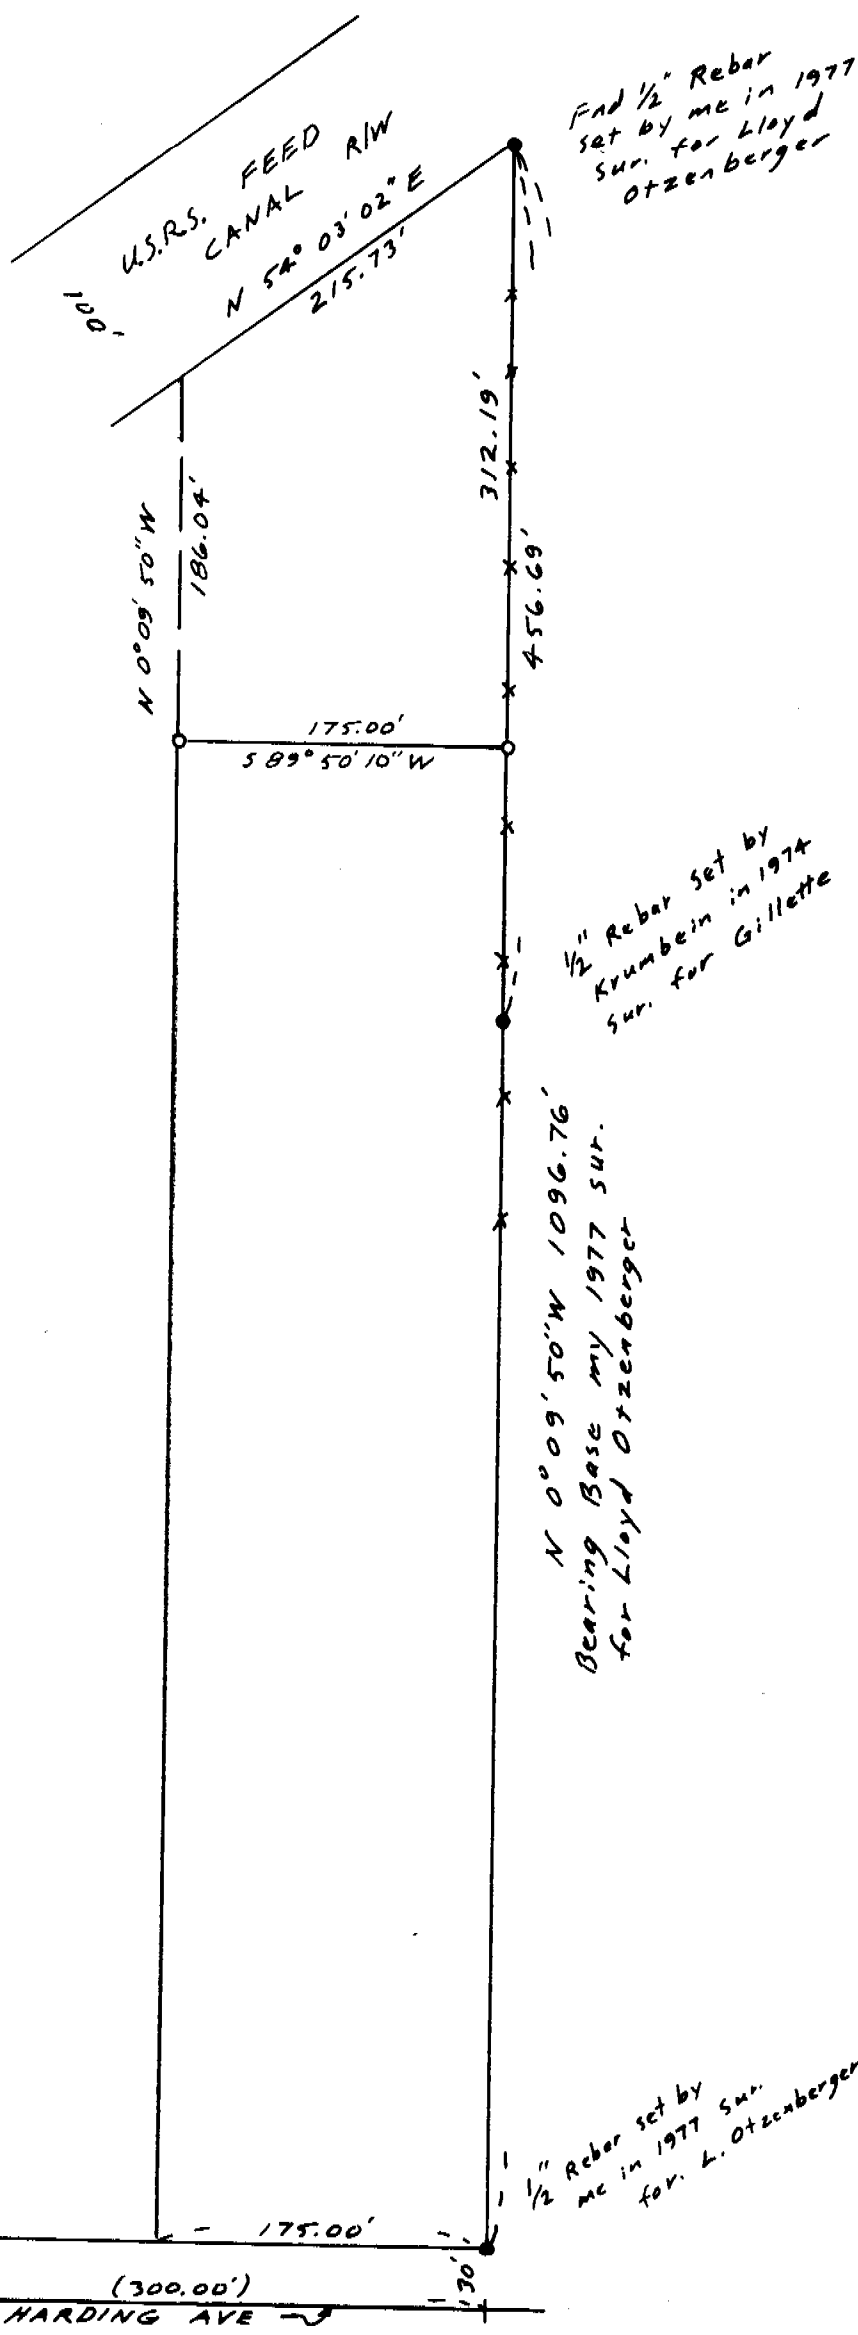 Fnd 1/2" Rebar
set by me in 1977
Sur. for Lloyd
Otzenberger
U.S.R.S. FEED
CANAL R/W
100'
N 54° 03' 02" E
215.73'
312.19'
456.69'
N 0°09' 50" W
186.04'
175.00'
S 89° 50' 10" W
1/2" Rebar set by
Krumbein in 1974
Sur. for Gillette
N 0° 09' 50" W 1096.76'
Bearing Base my 1977 sur.
for Lloyd Otzenberger
1/2" Rebar set by
me in 1977 sur.
for. L. Otzenberger
175.00'
(300.00')
30'
HARDING AVE